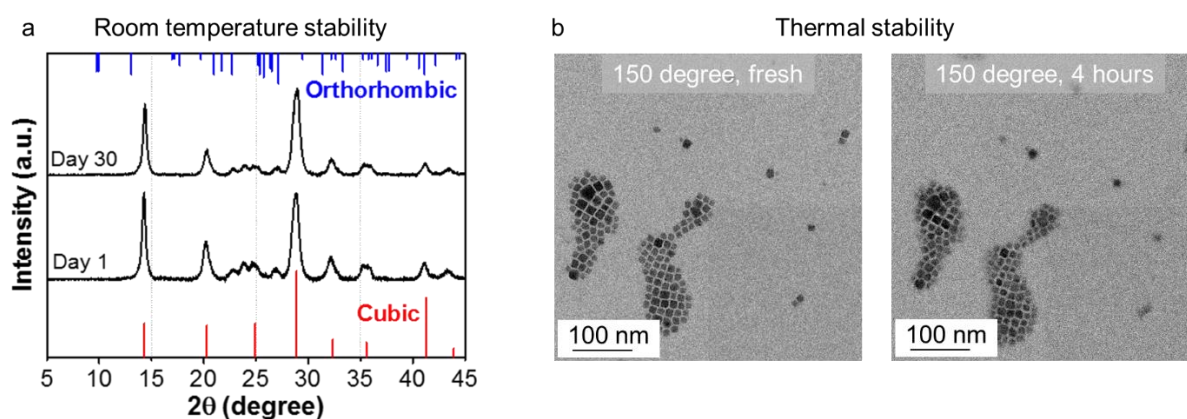 a Room temperature stability
Orthorhombic
Day 30
Day 1
Cubic
Intensity (a.u.)
5 10 15 20 25 30 35 40 45
2θ (degree)
b Thermal stability
150 degree, fresh
100 nm
150 degree, 4 hours
100 nm